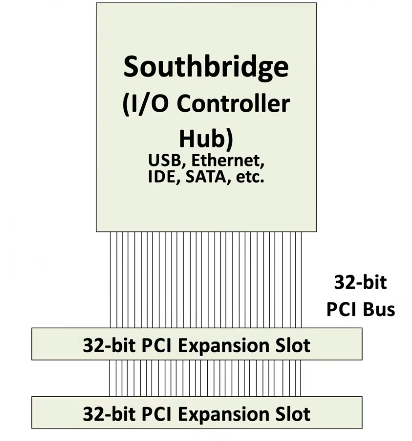 Southbridge
(I/O Controller
Hub)
USB, Ethernet,
IDE, SATA, etc.
32-bit
PCI Bus
32-bit PCI Expansion Slot
32-bit PCI Expansion Slot